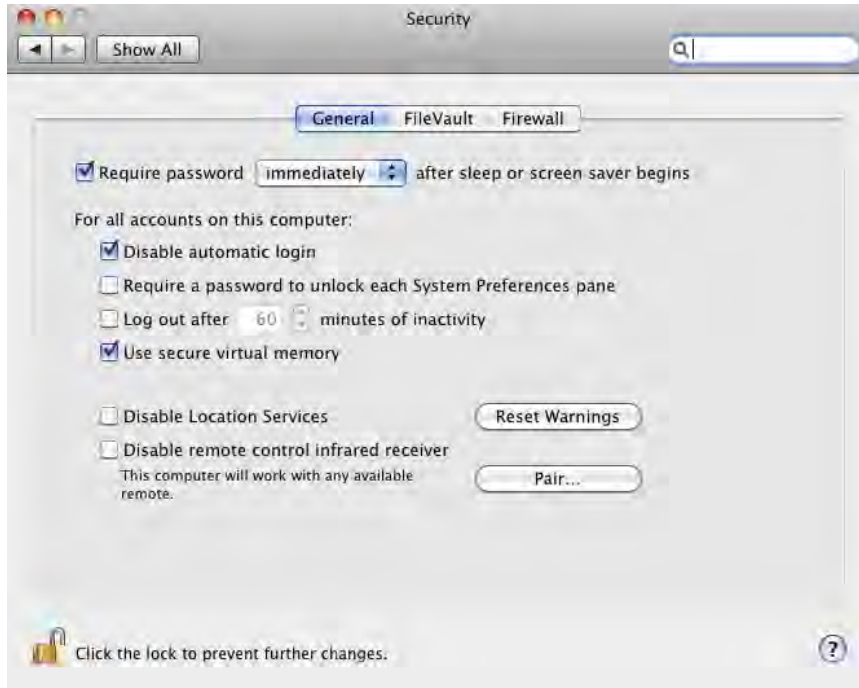 Security
Show All
General FileVault Firewall
Require password immediately after sleep or screen saver begins
For all accounts on this computer:
Disable automatic login
Require a password to unlock each System Preferences pane
Log out after 60 minutes of inactivity
Use secure virtual memory
Disable Location Services Reset Warnings
Disable remote control infrared receiver
This computer will work with any available
remote. Pair...
Click the lock to prevent further changes. ?